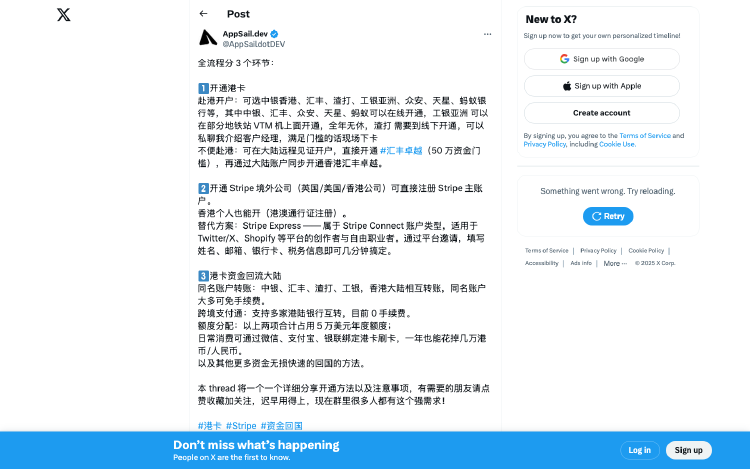 Post
AppSail.dev
@AppSaildotDEV
全流程分 3 个环节：
1 开通港卡
赴港开户：可选中银香港、汇丰、渣打、工银亚洲、众安、天星、蚂蚁银
行等，其中中银、汇丰、众安、天星、蚂蚁可以在线开通，工银亚洲 可以
在部分地铁站 VTM 机上面开通，全年无休，渣打 需要到线下开通，可以
私聊我介绍客户经理，满足门槛的话现场下卡
不便赴港：可在大陆远程见证开户，直接开通 #汇丰卓越（50 万资金门
槛），再通过大陆账户同步开通香港汇丰卓越。
2 开通 Stripe 境外公司（英国/美国/香港公司）可直接注册 Stripe 主账
户。
香港个人也能开（港澳通行证注册）。
替代方案：Stripe Express —— 属于 Stripe Connect 账户类型，适用于
Twitter/X、Shopify 等平台的创作者与自由职业者。通过平台邀请，填写
姓名、邮箱、银行卡、税务信息即可几分钟搞定。
3 港卡资金回流大陆
同名账户转账：中银、汇丰、渣打、工银，香港大陆相互转账，同名账户
大多可免手续费。
跨境支付通：支持多家港陆银行互转，目前 0 手续费。
额度分配：以上两项合计占用 5 万美元年度额度；
日常消费可通过微信、支付宝、银联绑定港卡刷卡，一年也能花掉几万港
币/人民币。
以及其他更多资金无损快速的回国的方法。
本 thread 将一个一个详细分享开通方法以及注意事项，有需要的朋友请点
赞收藏加关注，迟早用得上，现在群里很多人都有这个强需求！
#港卡 #Stripe #资金回国
New to X?
Sign up now to get your own personalized timeline!
Sign up with Google
Sign up with Apple
Create account
By signing up, you agree to the Terms of Service and
Privacy Policy, including Cookie Use.
Something went wrong. Try reloading.
Retry
Terms of Service | Privacy Policy | Cookie Policy |
Accessibility | Ads info | More ··· © 2025 X Corp.
Don’t miss what’s happening
People on X are the first to know.
Log in
Sign up